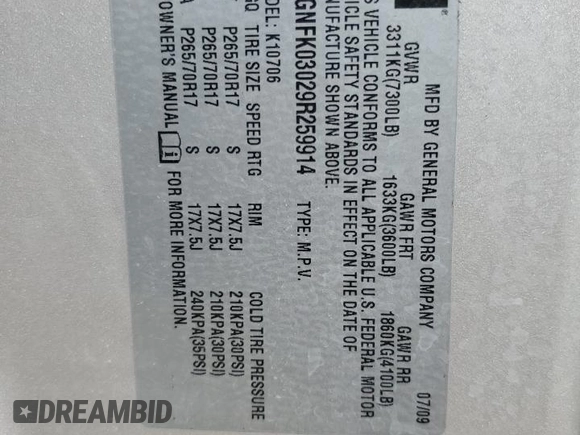 MFD BY GENERAL MOTORS COMPANY 07/09
GVWR GAWR FRT GAWR RR
3311KG(7300LB) 1633KG(3600LB) 1860KG(4100LB)
S VEHICLE CONFORMS TO ALL APPLICABLE U.S. FEDERAL MOTOR
ICLE SAFETY STANDARDS IN EFFECT ON THE DATE OF
NUFACTURE SHOWN ABOVE.
GNFK03029R259914 TYPE: M.P.V.
DEL: K10706
GQ TIRE SIZE SPEED RTG RIM COLD TIRE PRESSURE
P265/70R17 S 17X7.5J 210KPA(30PSI)
P265/70R17 S 17X7.5J 210KPA(30PSI)
A P265/70R17 S 17X7.5J 240KPA(35PSI)
OWNER'S MANUAL i FOR MORE INFORMATION.
DREAMBID